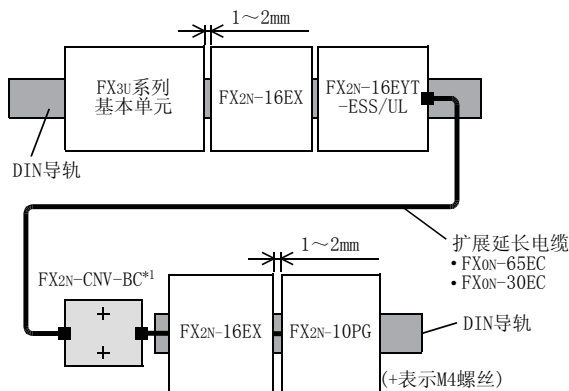 1～2mm
FX3U系列
基本单元
FX2N-16EX
FX2N-16EYT
-ESS/UL
DIN导轨
扩展延长电缆
• FX0N-65EC
• FX0N-30EC
1～2mm
FX2N-CNV-BC*1
FX2N-16EX
FX2N-10PG
DIN导轨
(+表示M4螺丝)